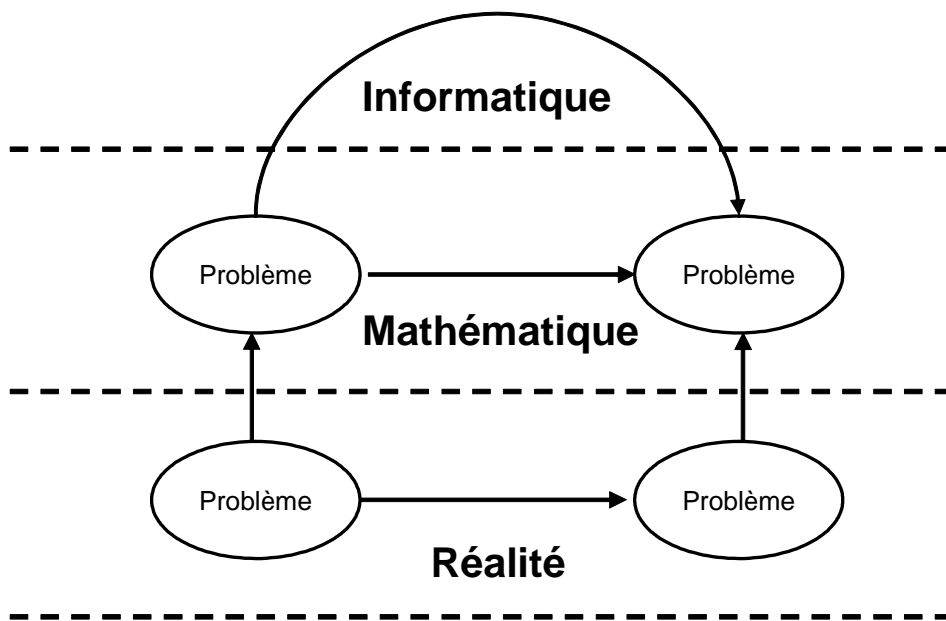 Informatique
Problème
Problème
Mathématique
Problème
Problème
Réalité